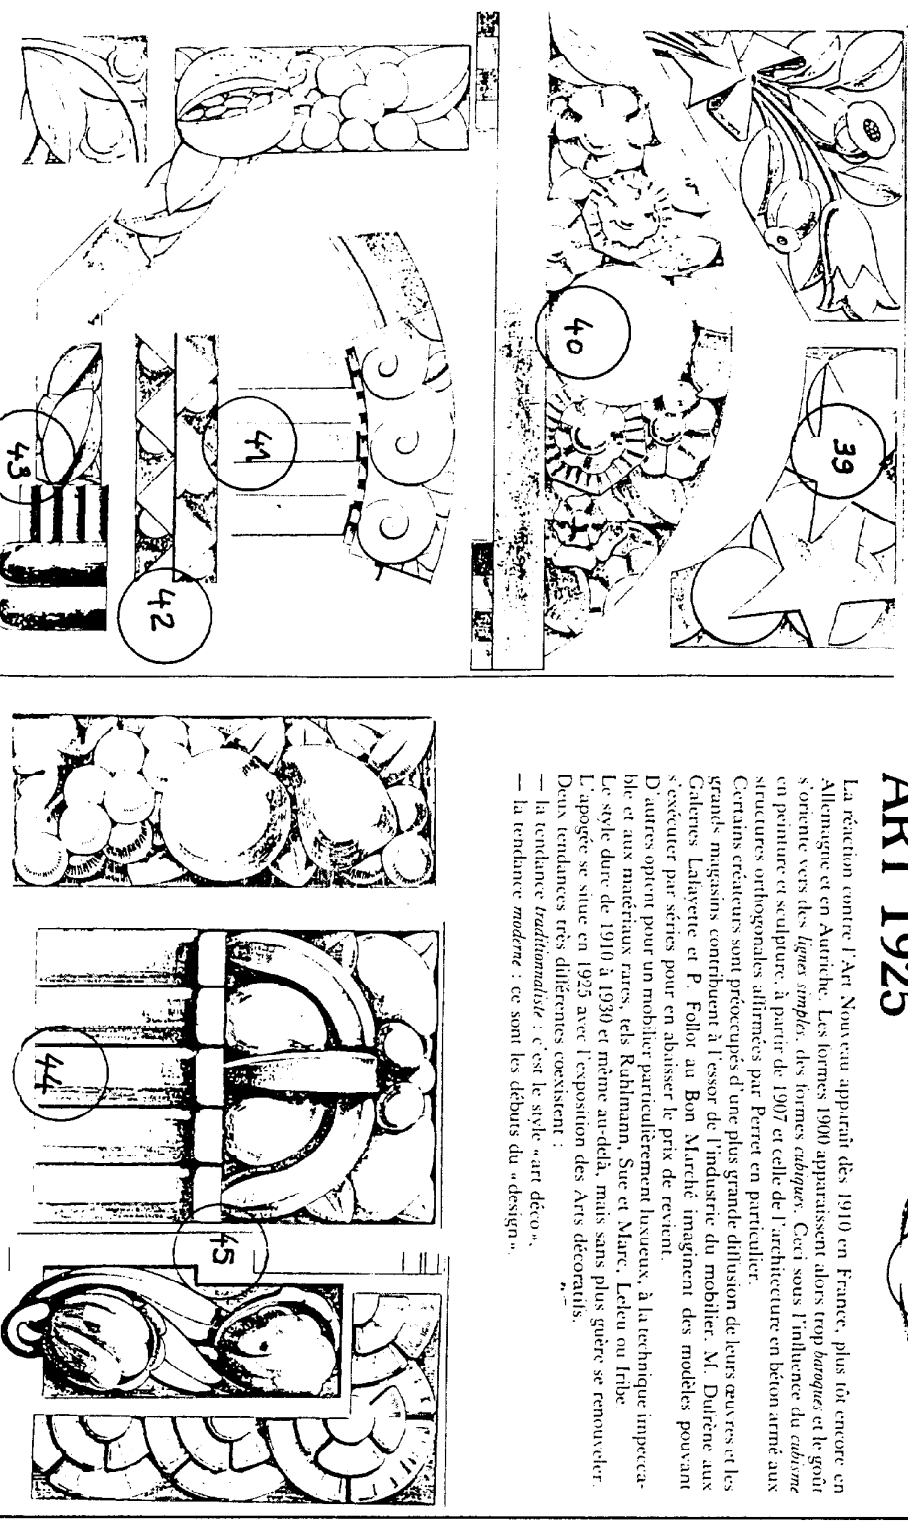 ART 1925
La réaction contre l'Art Nouveau apparaît dès 1910 en France, plus tôt encore en
Allemagne et en Autriche. Les formes 1900 apparaissent alors trop baroques et le goût
s'oriente vers des lignes simples, des formes cubiques. Ceci sous l'influence du cubisme
en peinture et sculpture, à partir de 1907 et celle de l'architecture en béton armé aux
structures orthogonales affirmées par Perret en particulier.
Certains créateurs sont préoccupés d'une plus grande diffusion de leurs œuvres et les
grands magasins contribuent à l'essor de l'industrie du mobilier. M. Dufrène aux
Galeries Lafayette et P. Follot au Bon Marché imaginent des modèles pouvant
s'exécuter par séries pour en abaisser le prix de revient.
D'autres optent pour un mobilier particulièrement luxueux, à la technique impecca-
ble et aux matériaux rares, tels Ruhlmann, Sue et Marc, Leleu ou Iribe
Le style dure de 1910 à 1930 et même au-delà, mais sans plus guère se renouveler.
L'apogée se situe en 1925 avec l'exposition des Arts décoratifs.
Deux tendances très différentes coexistent :
— la tendance traditionnaliste : c'est le style «art déco»,
— la tendance moderne : ce sont les débuts du «design».
39
40
41
42
43
44
45